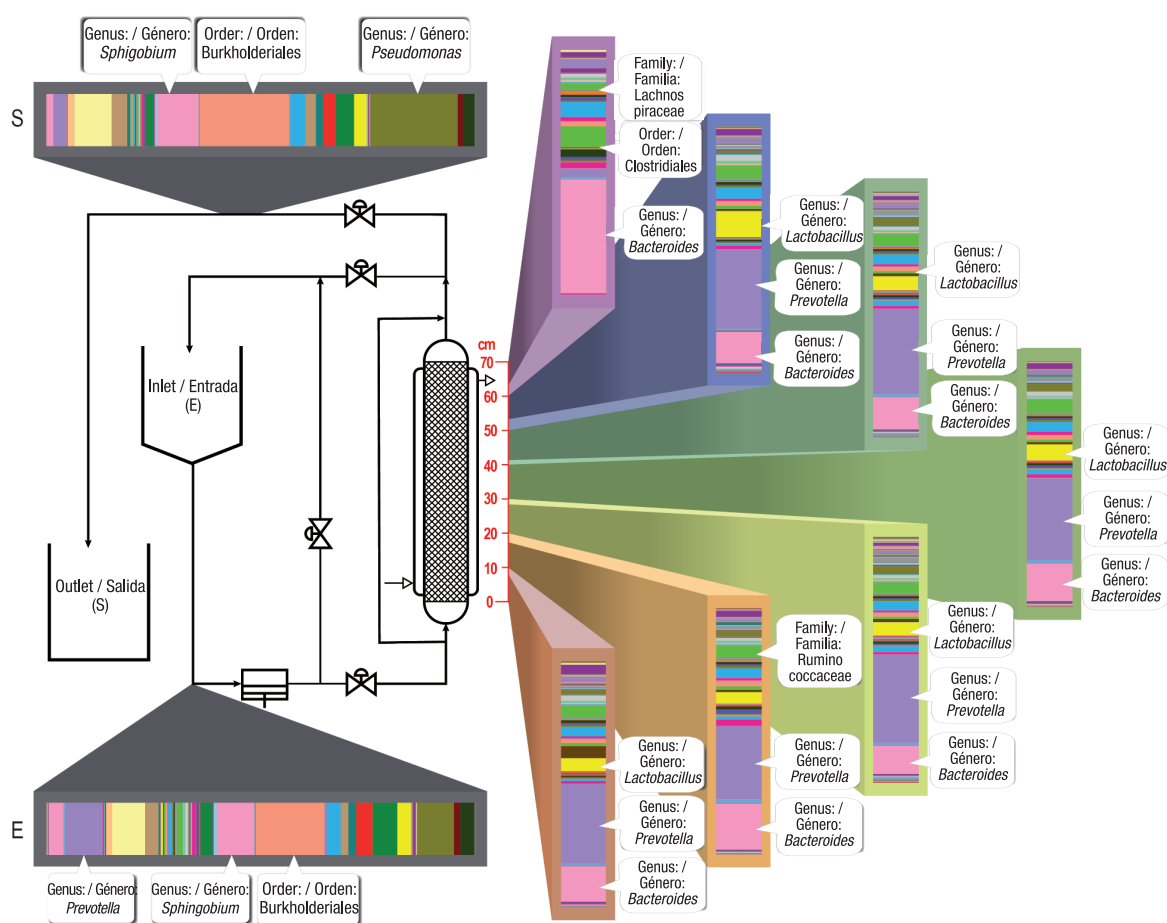 Genus: / Género:
Sphigobium
Order: / Orden:
Burkholderiales
Genus: / Género:
Pseudomonas
S
Family: /
Familia:
Lachnos
piraceae
Order: /
Orden:
Clostridiales
Genus: /
Género:
Bacteroides
Genus: /
Género:
Lactobacillus
Genus: /
Género:
Prevotella
Genus: /
Género:
Bacteroides
Genus: /
Género:
Lactobacillus
Genus: /
Género:
Prevotella
Genus: /
Género:
Bacteroides
Genus: /
Género:
Lactobacillus
Genus: /
Género:
Prevotella
Genus: /
Género:
Bacteroides
Inlet / Entrada
(E)
Outlet / Salida
(S)
cm
70
60
50
40
30
20
10
0
Genus: /
Género:
Lactobacillus
Genus: /
Género:
Prevotella
Genus: /
Género:
Bacteroides
Family: /
Familia:
Rumino
coccaceae
Genus: /
Género:
Prevotella
Genus: /
Género:
Bacteroides
Genus: /
Género:
Lactobacillus
Genus: /
Género:
Prevotella
Genus: /
Género:
Bacteroides
E
Genus: / Género:
Prevotella
Genus: / Género:
Sphingobium
Order: / Orden:
Burkholderiales